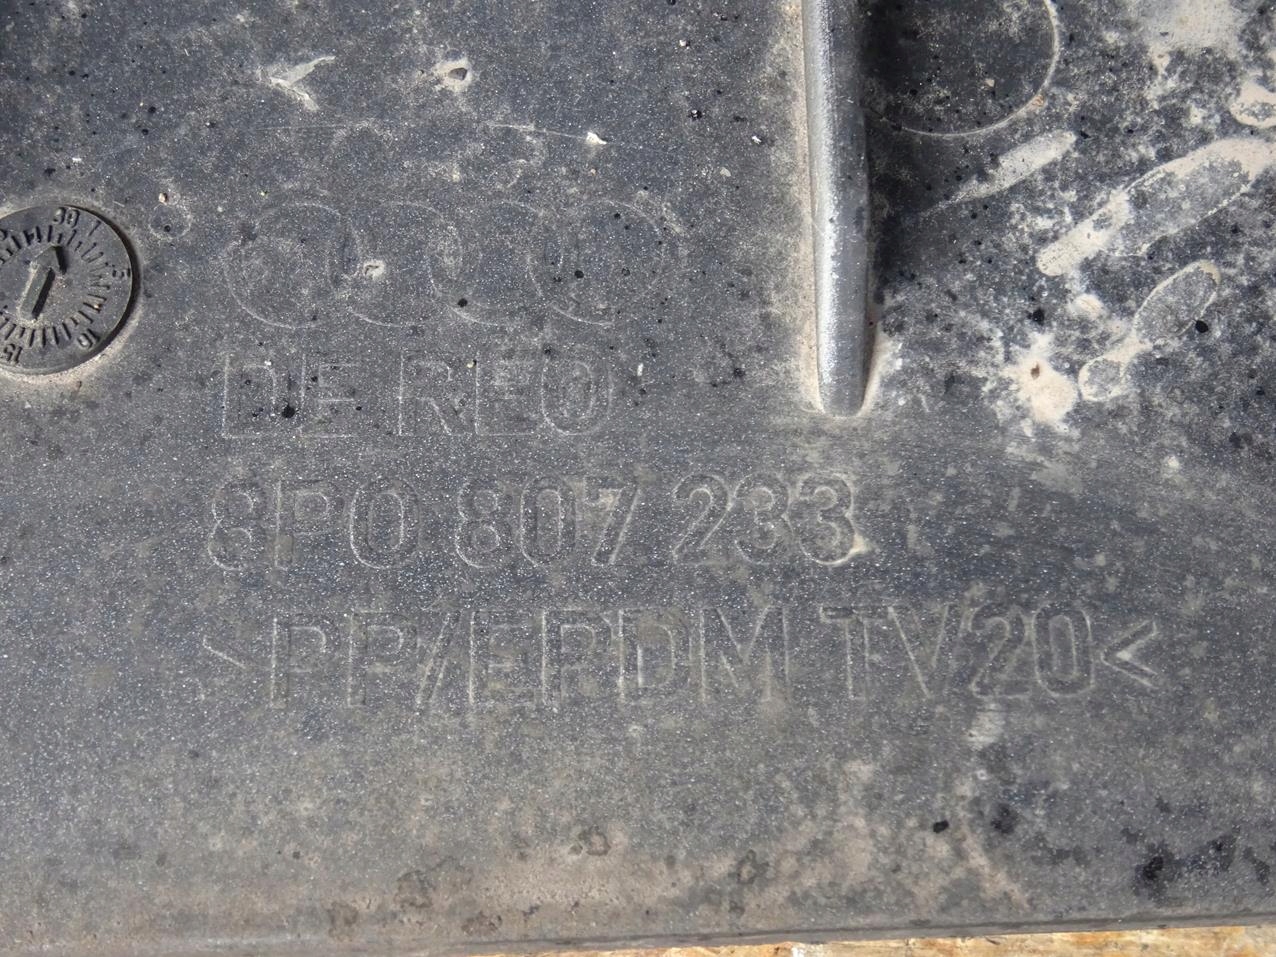 DE REO
8P0 807 233
>PP/EPDM TV20<